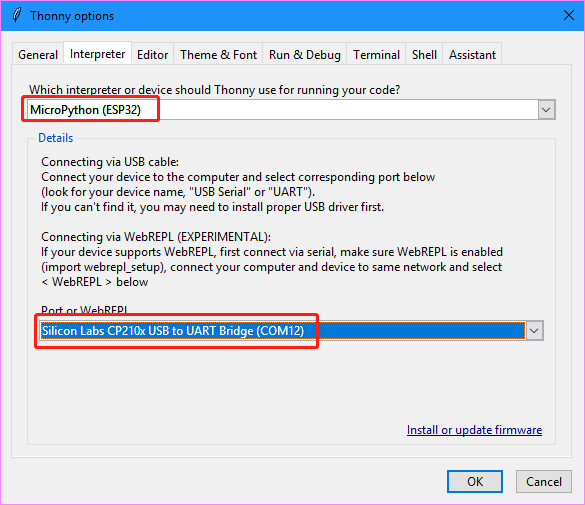 Thonny options
General Interpreter Editor Theme & Font Run & Debug Terminal Shell Assistant
Which interpreter or device should Thonny use for running your code?
MicroPython (ESP32)
Details
Connecting via USB cable:
Connect your device to the computer and select corresponding port below
(look for your device name, "USB Serial" or "UART").
If you can't find it, you may need to install proper USB driver first.
Connecting via WebREPL (EXPERIMENTAL):
If your device supports WebREPL, first connect via serial, make sure WebREPL is enabled
(import webrepl_setup), connect your computer and device to same network and select
< WebREPL > below
Port or WebREPL
Silicon Labs CP210x USB to UART Bridge (COM12)
Install or update firmware
OK Cancel